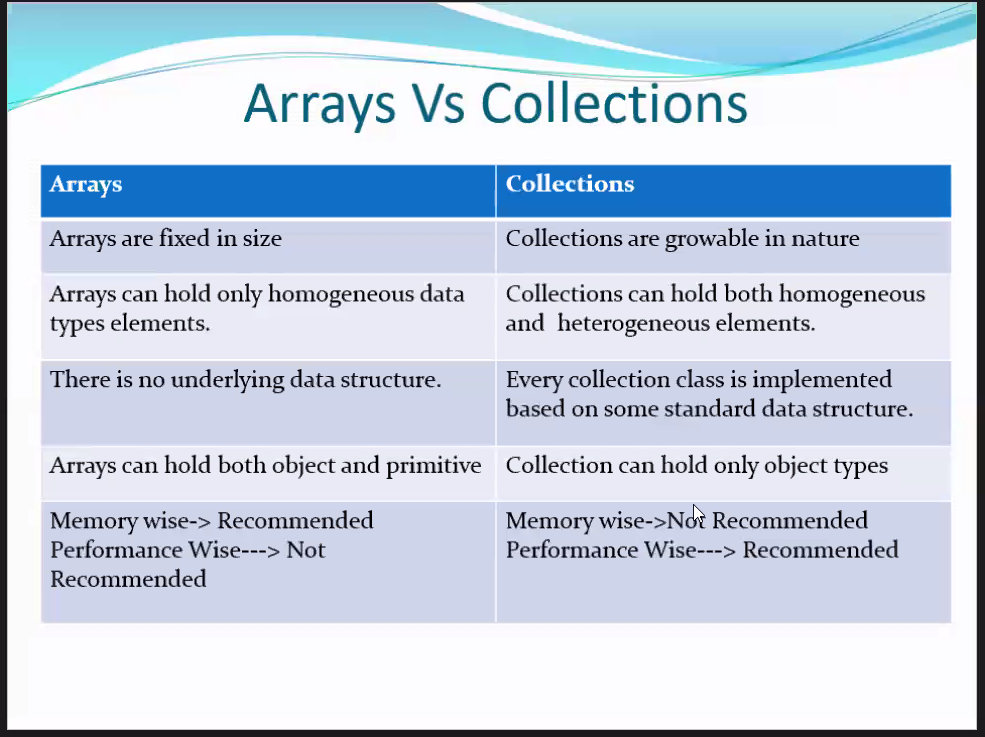 Arrays Vs Collections
Arrays
Collections
Arrays are fixed in size
Collections are growable in nature
Arrays can hold only homogeneous data
types elements.
Collections can hold both homogeneous
and heterogeneous elements.
There is no underlying data structure.
Every collection class is implemented
based on some standard data structure.
Arrays can hold both object and primitive
Collection can hold only object types
Memory wise-> Recommended
Performance Wise---> Not
Recommended
Memory wise->Not Recommended
Performance Wise---> Recommended